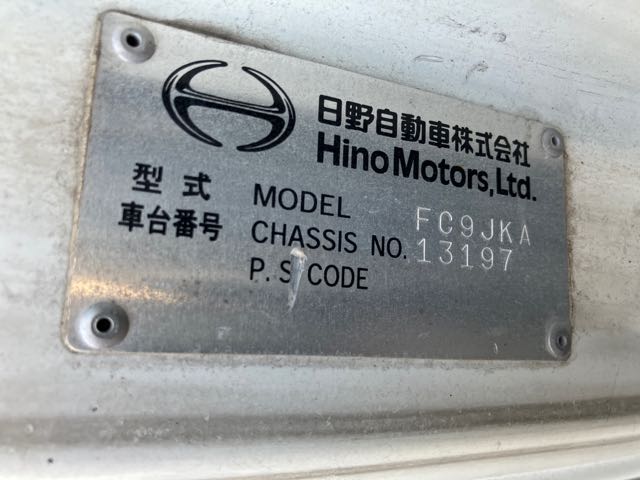 日野自動車株式会社
Hino Motors, Ltd.
型式 MODEL FC9JKA
車台番号 CHASSIS NO. 13197
P. S CODE